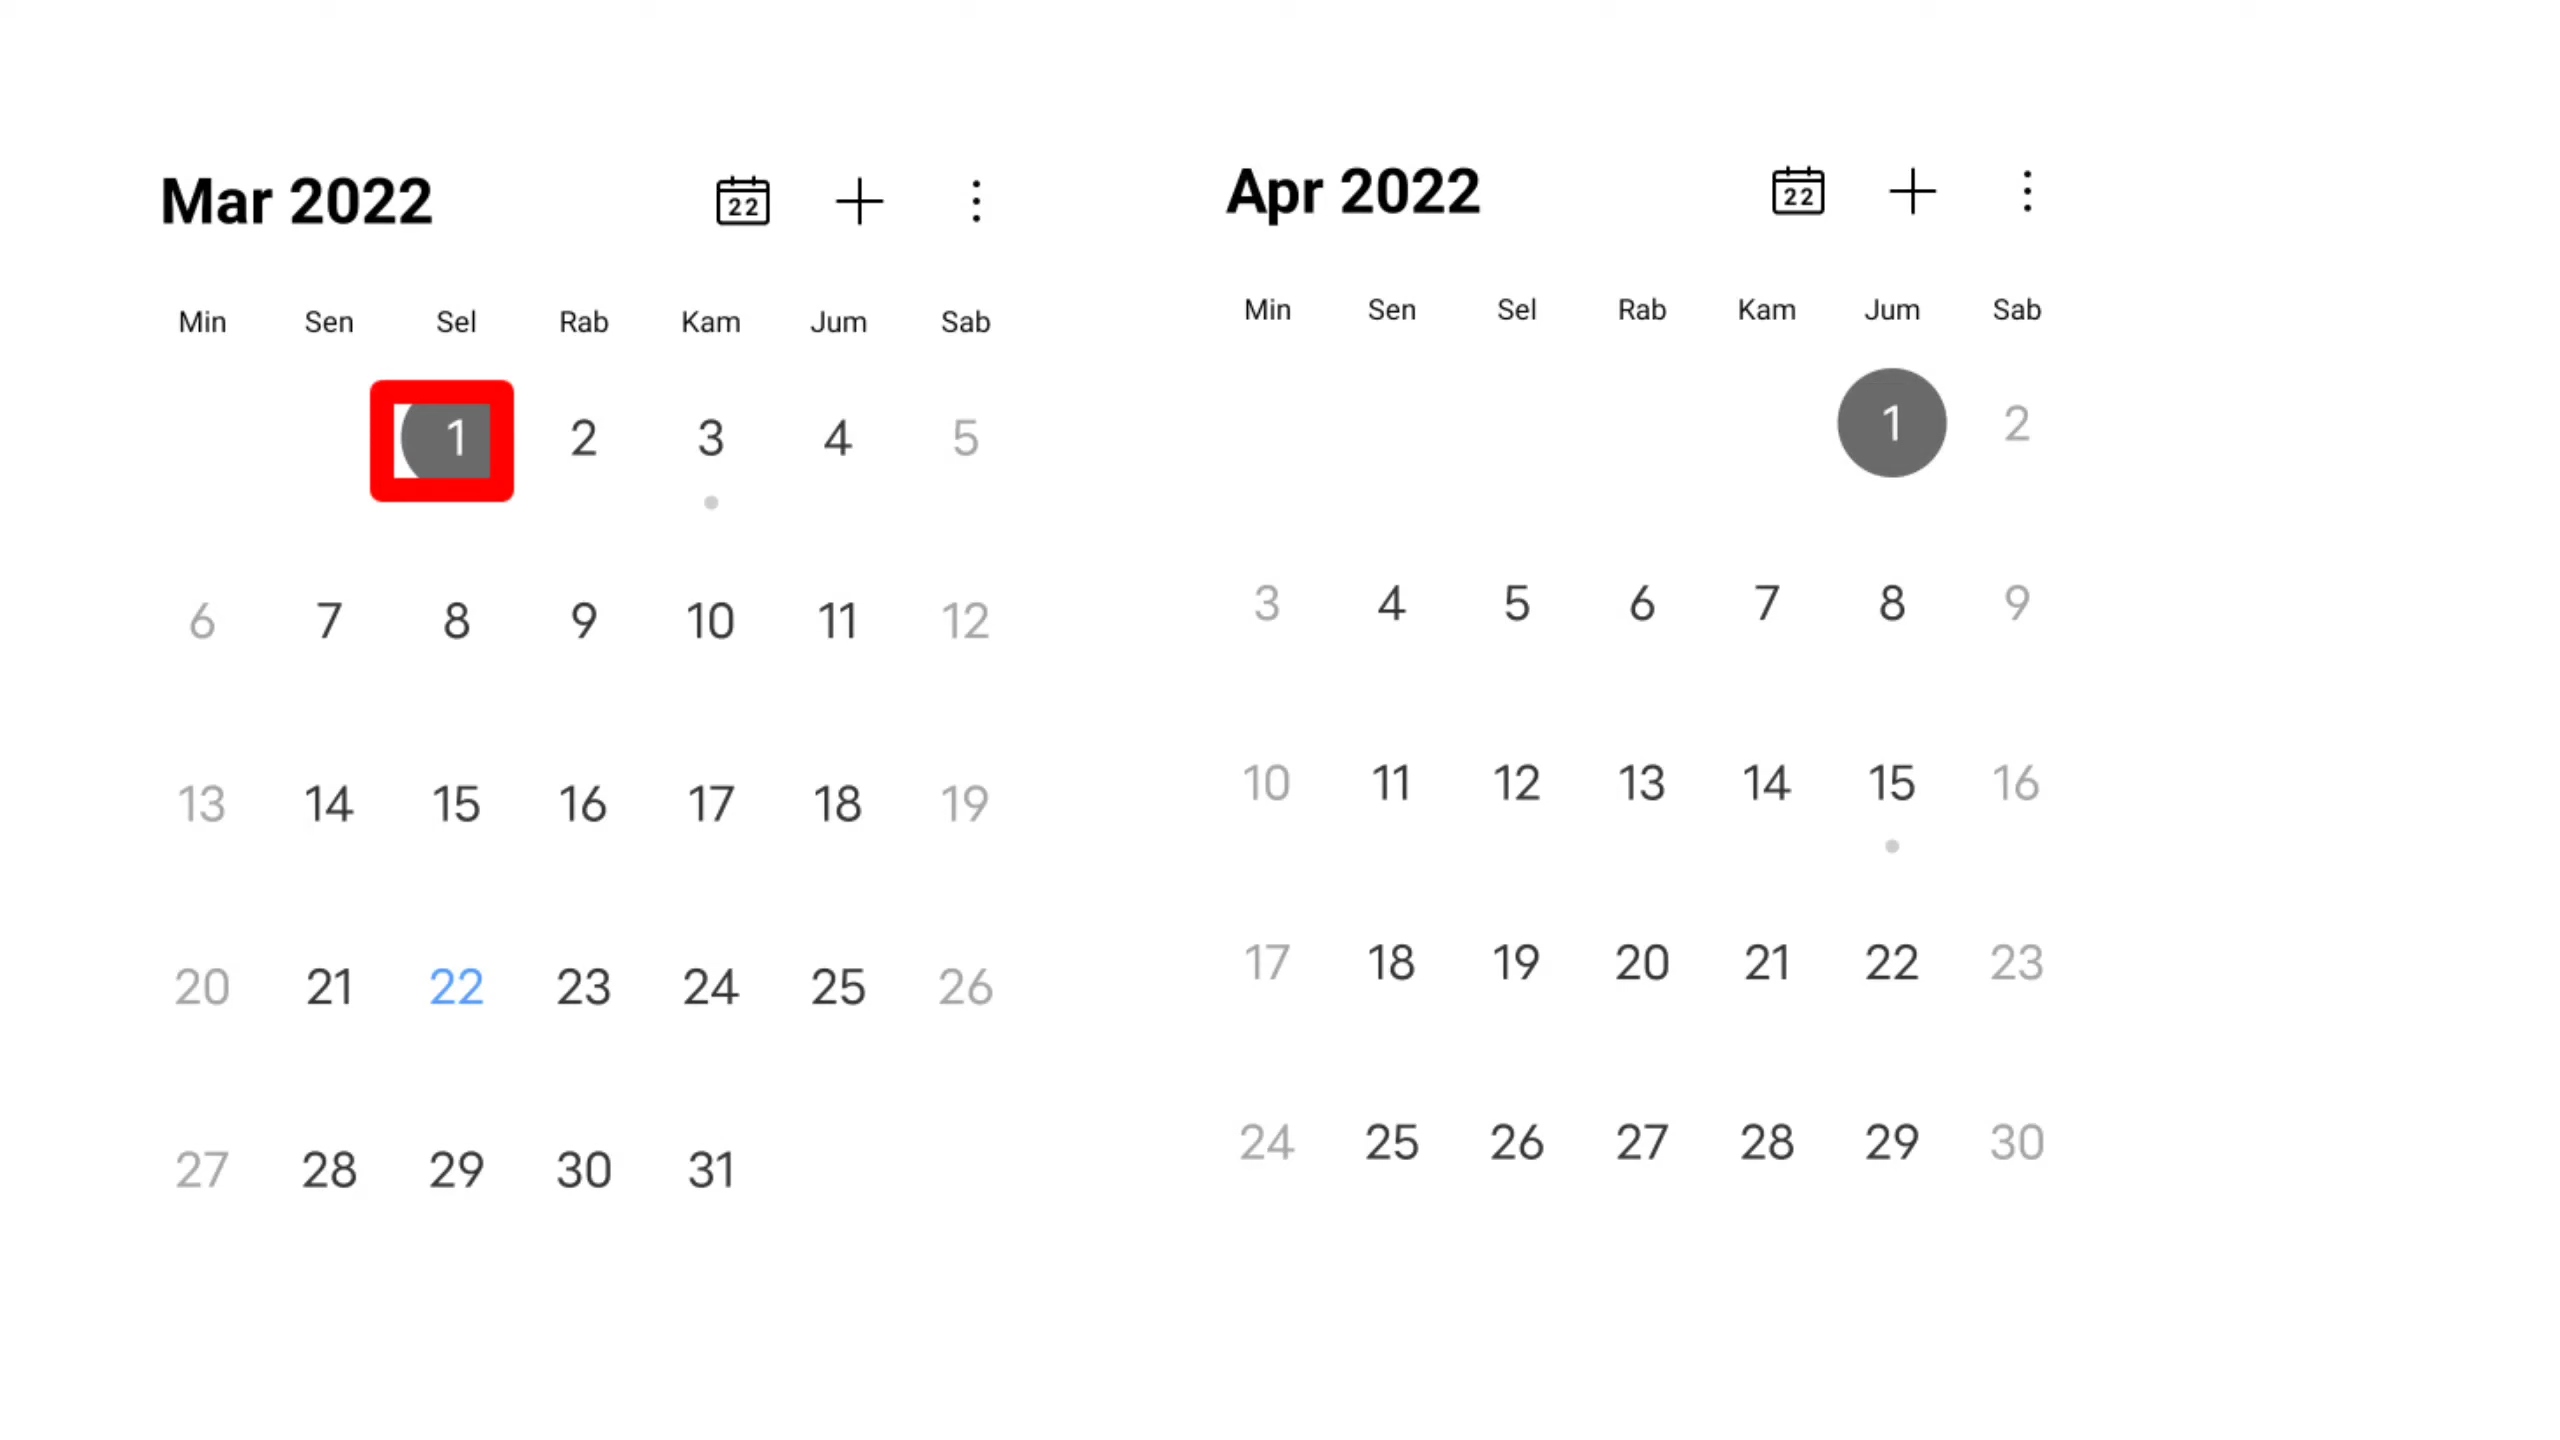 Mar 2022
22
Min Sen Sel Rab Kam Jum Sab
1 2 3 4 5
6 7 8 9 10 11 12
13 14 15 16 17 18 19
20 21 22 23 24 25 26
27 28 29 30 31
Apr 2022
22
Min Sen Sel Rab Kam Jum Sab
1 2
3 4 5 6 7 8 9
10 11 12 13 14 15 16
17 18 19 20 21 22 23
24 25 26 27 28 29 30